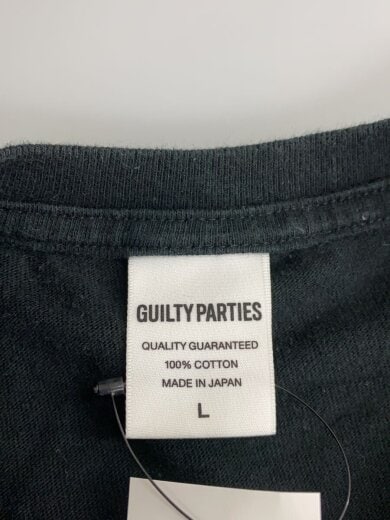 GUILTY PARTIES
QUALITY GUARANTEED
100% COTTON
MADE IN JAPAN
L